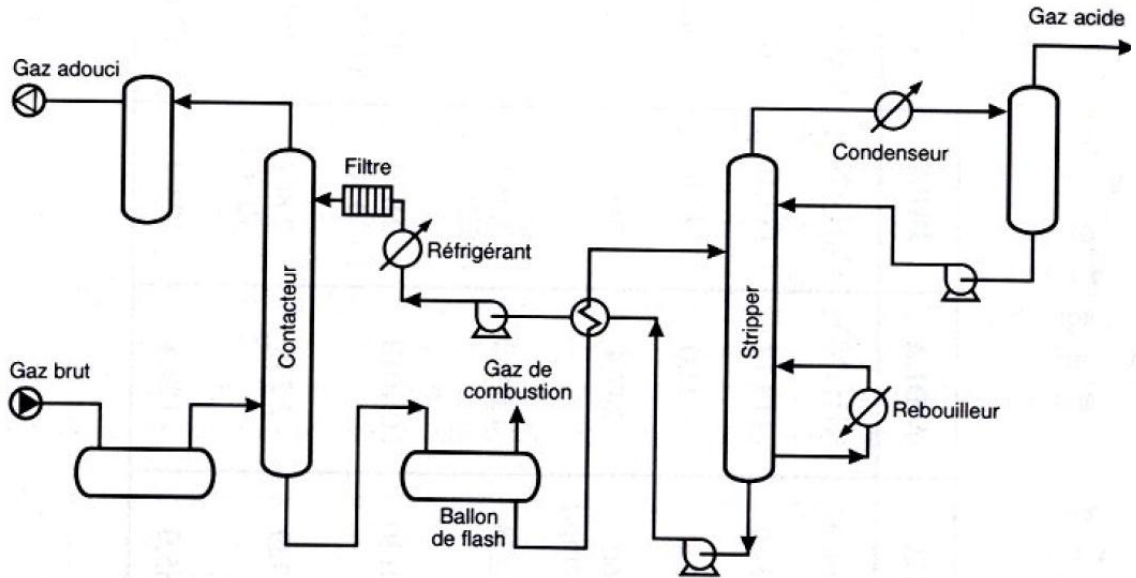 Gaz acide
Gaz adouci
Filtre
Condenseur
Réfrigérant
Contacteur
Stripper
Gaz brut
Gaz de
combustion
Rebouilleur
Ballon
de flash